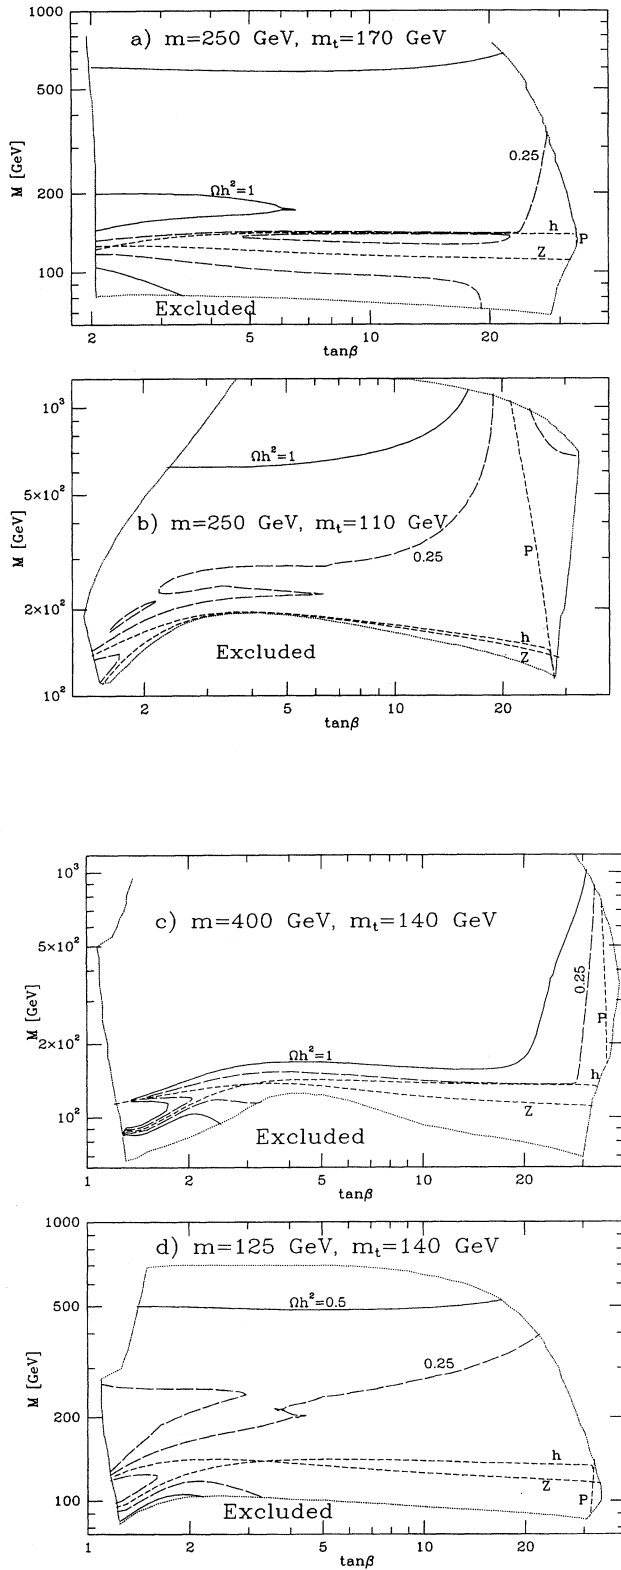 a) m=250 GeV, mₜ=170 GeV
1000
500
200
100
M [GeV]
Ωh²=1
0.25
h
P
Z
Excluded
2 5 10 20
tanβ
b) m=250 GeV, mₜ=110 GeV
10³
5×10²
2×10²
10²
M [GeV]
Ωh²=1
0.25
P
h
Z
Excluded
2 5 10 20
tanβ
c) m=400 GeV, mₜ=140 GeV
10³
5×10²
2×10²
10²
M [GeV]
Ωh²=1
0.25
P
h
Z
Excluded
1 2 5 10 20
tanβ
d) m=125 GeV, mₜ=140 GeV
1000
500
200
100
M [GeV]
Ωh²=0.5
0.25
h
Z
P
Excluded
1 2 5 10 20
tanβ